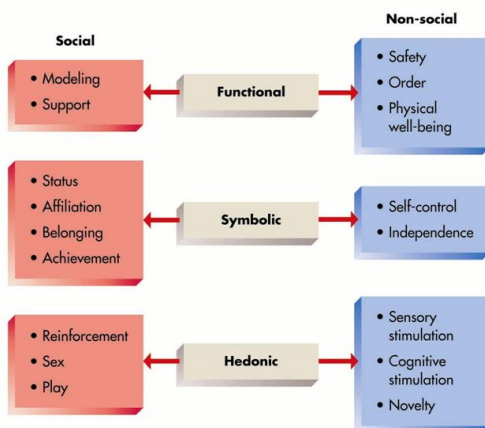 Social
Non-social
• Modeling
• Support
Functional
• Safety
• Order
• Physical
well-being
• Status
• Affiliation
• Belonging
• Achievement
Symbolic
• Self-control
• Independence
• Reinforcement
• Sex
• Play
Hedonic
• Sensory
stimulation
• Cognitive
stimulation
• Novelty